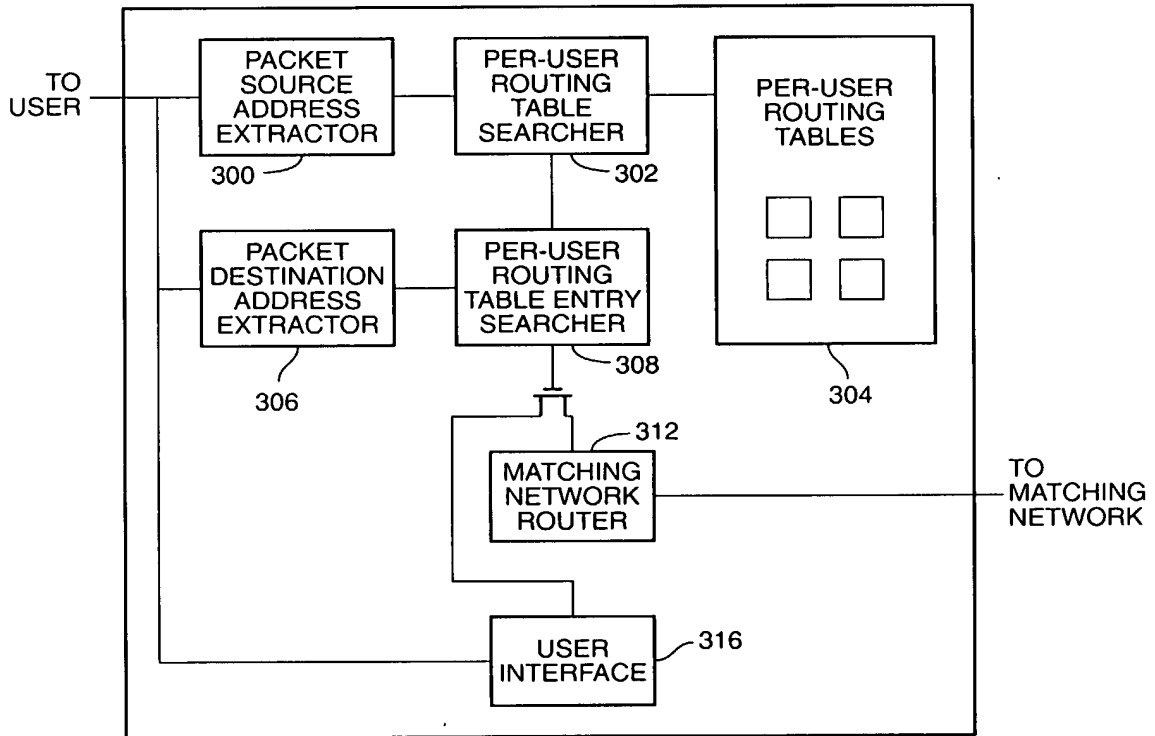 TO
USER
PACKET
SOURCE
ADDRESS
EXTRACTOR
300
PER-USER
ROUTING
TABLE
SEARCHER
302
PER-USER
ROUTING
TABLES
304
PACKET
DESTINATION
ADDRESS
EXTRACTOR
306
PER-USER
ROUTING
TABLE ENTRY
SEARCHER
308
312
MATCHING
NETWORK
ROUTER
TO
MATCHING
NETWORK
USER
INTERFACE
316